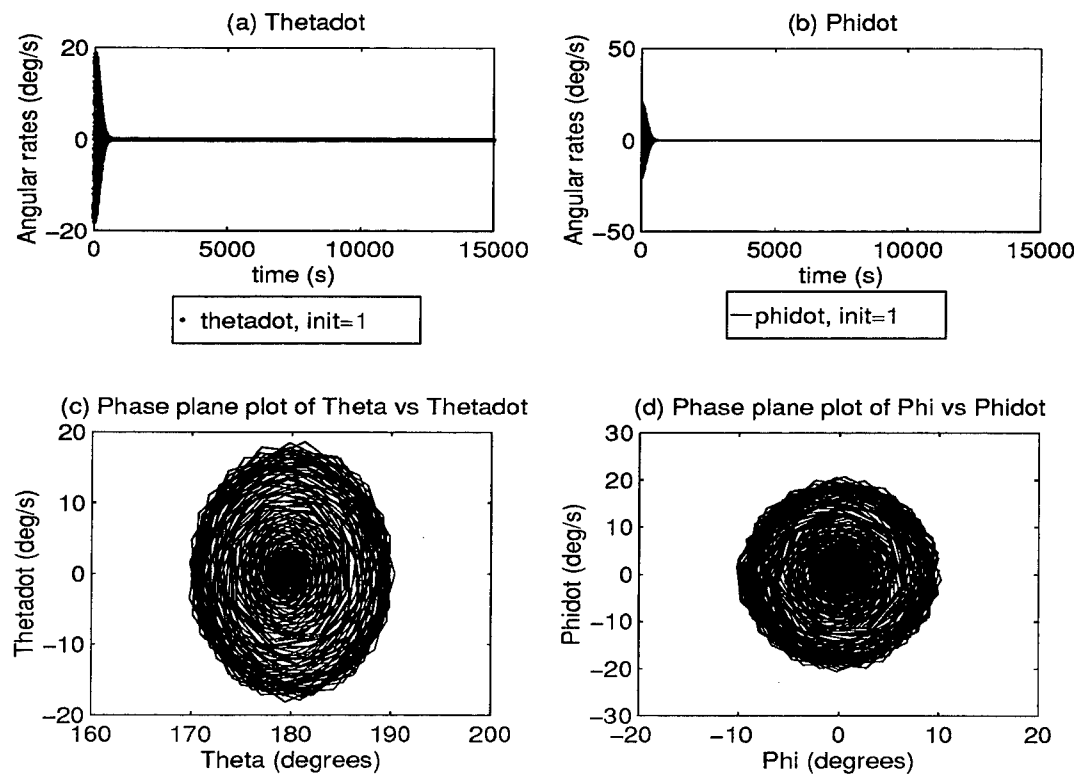 (a) Thetadot
Angular rates (deg/s)
20
0
−20
0
5000
10000
15000
time (s)
thetadot, init=1
(b) Phidot
Angular rates (deg/s)
50
0
−50
0
5000
10000
15000
time (s)
phidot, init=1
(c) Phase plane plot of Theta vs Thetadot
Thetadot (deg/s)
20
10
0
−10
−20
160
170
180
190
200
Theta (degrees)
(d) Phase plane plot of Phi vs Phidot
Phidot (deg/s)
30
20
10
0
−10
−20
−30
−20
−10
0
10
20
Phi (degrees)